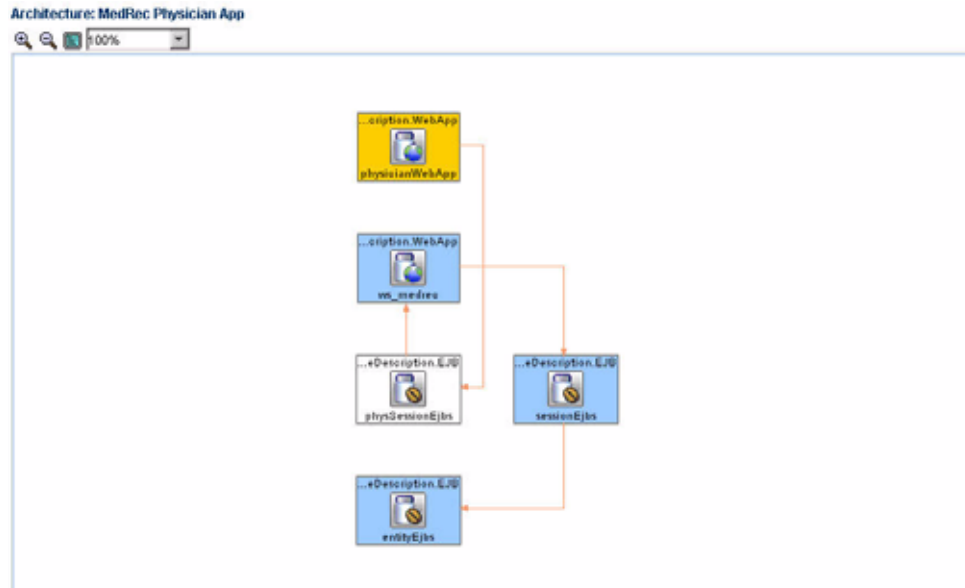 Architecture: MedRec Physician App
100%
...cription.WebApp
physicianWebApp
...cription.WebApp
...eDescription.EJB
physSessionEjbs
...eDescription.EJB
sessionEjbs
...eDescription.EJB
entityEjbs